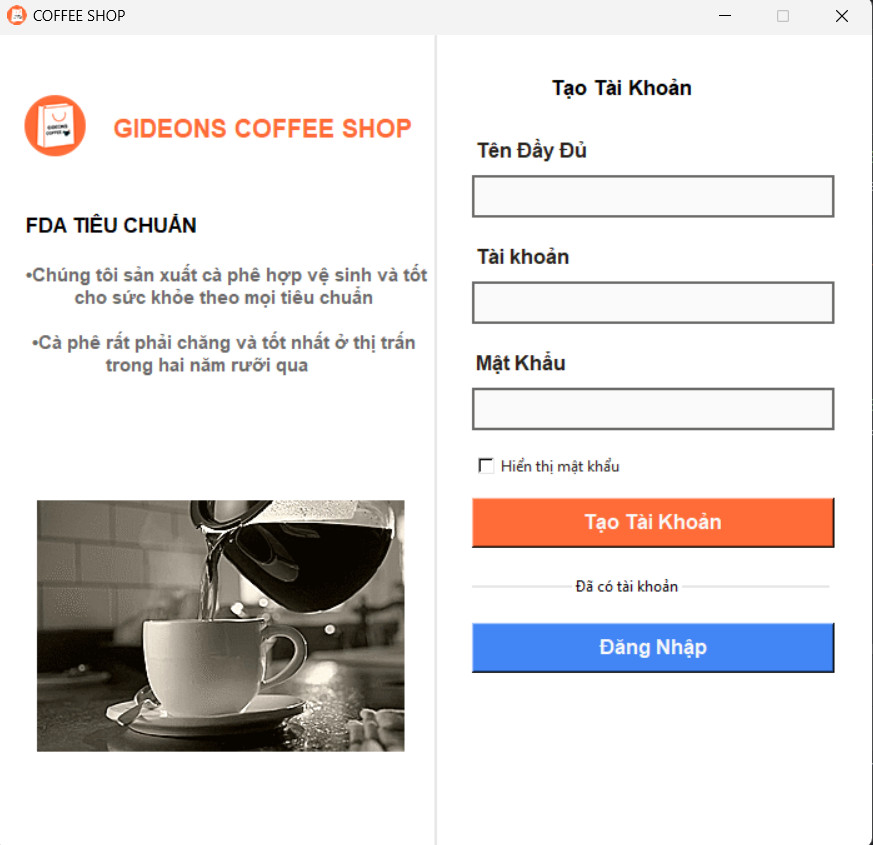 COFFEE SHOP
GIDEONS
COFFEE
GIDEONS COFFEE SHOP
FDA TIÊU CHUẨN
•Chúng tôi sản xuất cà phê hợp vệ sinh và tốt
cho sức khỏe theo mọi tiêu chuẩn
•Cà phê rất phải chăng và tốt nhất ở thị trấn
trong hai năm rưỡi qua
Tạo Tài Khoản
Tên Đầy Đủ
Tài khoản
Mật Khẩu
Hiển thị mật khẩu
Tạo Tài Khoản
Đã có tài khoản
Đăng Nhập